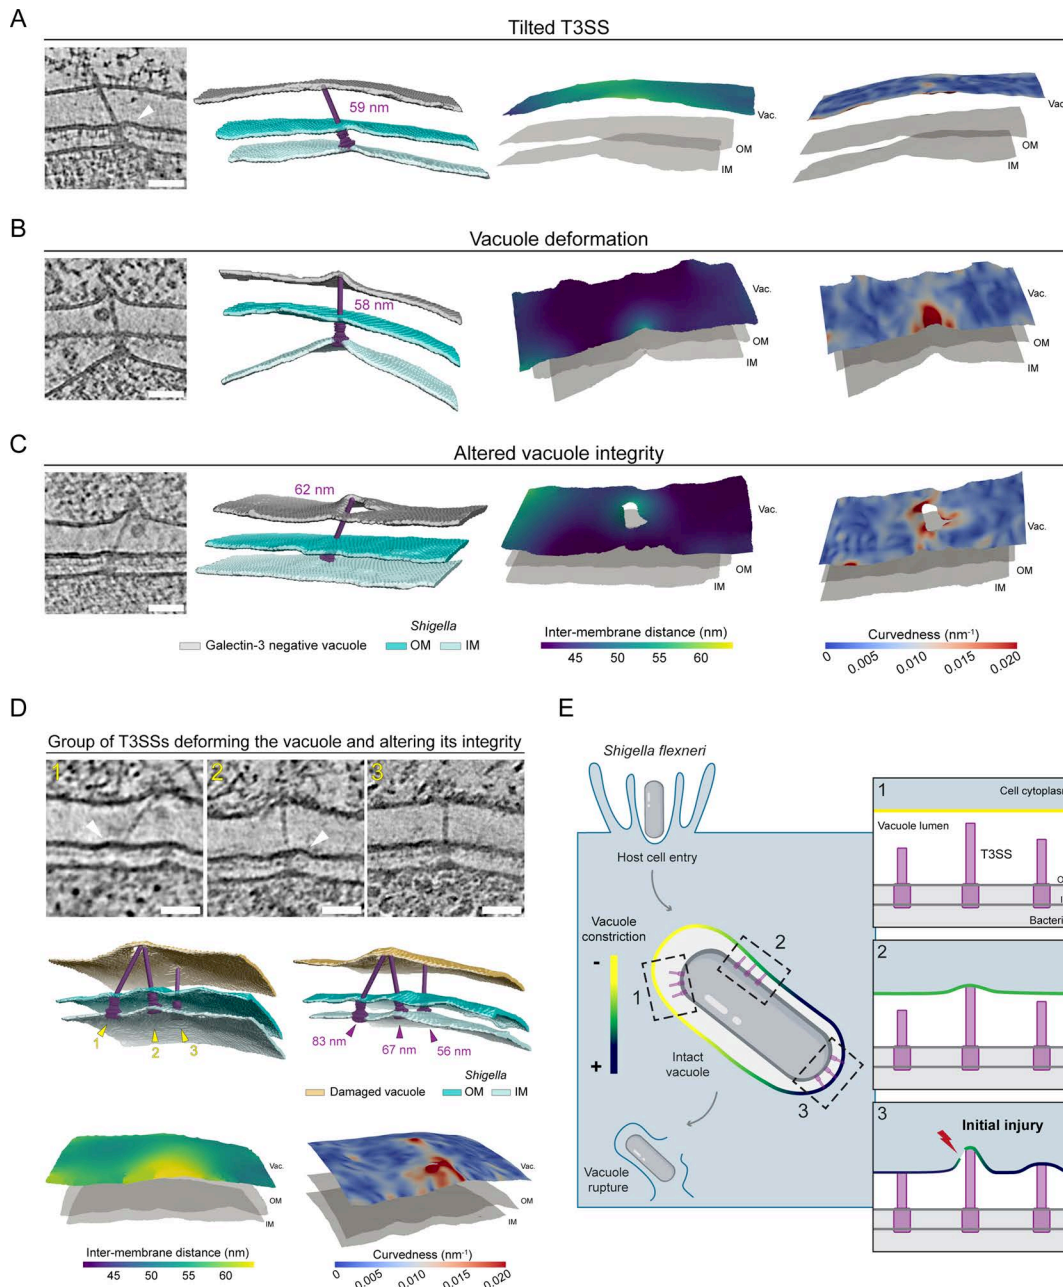 A
Tilted T3SS
59 nm
Vac.
OM
IM
OM
IM
B
Vacuole deformation
58 nm
Vac.
OM
IM
Vac.
OM
IM
C
Altered vacuole integrity
62 nm
Vac.
OM
IM
Vac.
OM
IM
Shigella
Galectin-3 negative vacuole OM IM
Inter-membrane distance (nm)
45 50 55 60
Curvedness (nm⁻¹)
0 0.005 0.010 0.015 0.020
D
Group of T3SSs deforming the vacuole and altering its integrity
1 2 3
1 2 3
83 nm 67 nm 56 nm
Shigella
Damaged vacuole OM IM
Vac.
OM
IM
Vac.
OM
IM
Inter-membrane distance (nm)
45 50 55 60
Curvedness (nm⁻¹)
0 0.005 0.010 0.015 0.020
E
Shigella flexneri
Host cell entry
Vacuole
constriction
-
+
1
2
3
Intact
vacuole
Vacuole
rupture
1
Cell cytoplasm
Vacuole lumen
T3SS
2
3
Initial injury